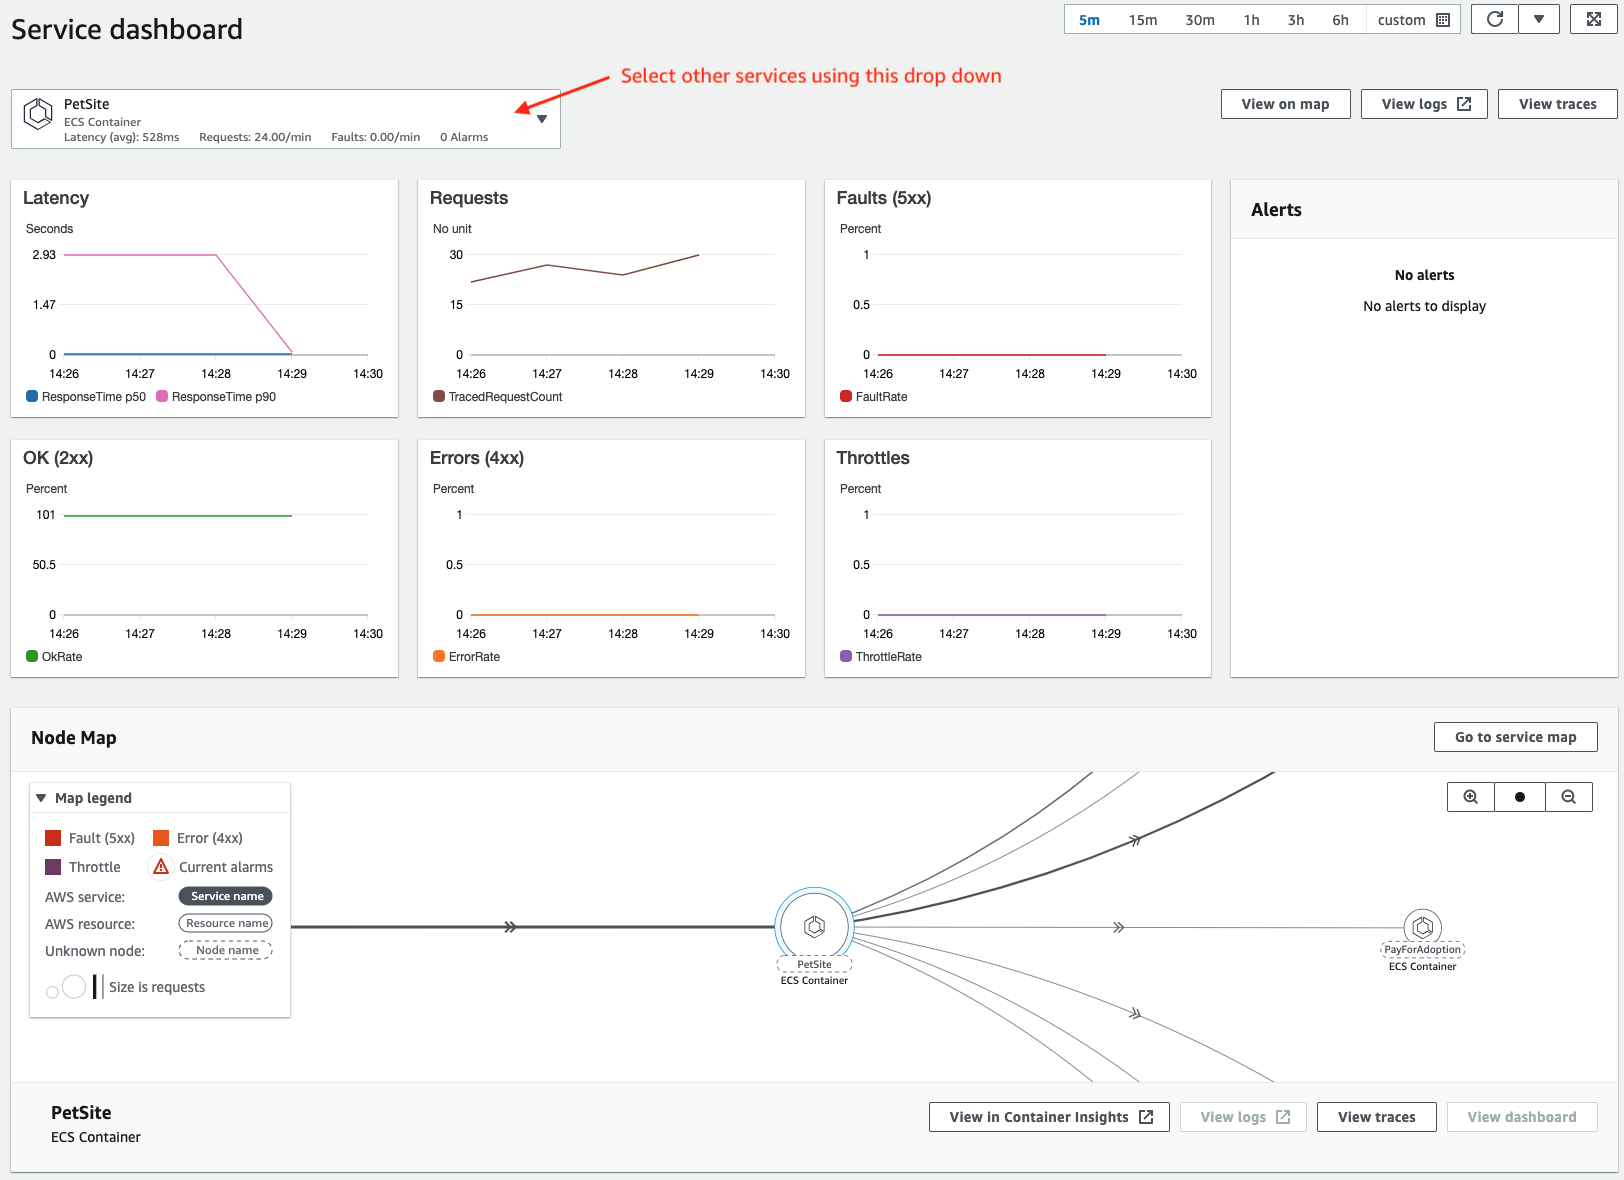 Service dashboard
5m 15m 30m 1h 3h 6h custom
Select other services using this drop down
PetSite
ECS Container
Latency (avg): 528ms Requests: 24.00/min Faults: 0.00/min 0 Alarms
View on map View logs View traces
Latency
Seconds
2.93
1.47
0
14:26 14:27 14:28 14:29 14:30
ResponseTime p50 ResponseTime p90
Requests
No unit
30
15
0
14:26 14:27 14:28 14:29 14:30
TracedRequestCount
Faults (5xx)
Percent
1
0.5
0
14:26 14:27 14:28 14:29 14:30
FaultRate
Alerts
No alerts
No alerts to display
OK (2xx)
Percent
101
50.5
0
14:26 14:27 14:28 14:29 14:30
OkRate
Errors (4xx)
Percent
1
0.5
0
14:26 14:27 14:28 14:29 14:30
ErrorRate
Throttles
Percent
1
0.5
0
14:26 14:27 14:28 14:29 14:30
ThrottleRate
Node Map
Go to service map
Map legend
Fault (5xx) Error (4xx)
Throttle Current alarms
AWS service: Service name
AWS resource: Resource name
Unknown node: Node name
Size is requests
PetSite
ECS Container
PayForAdoption
ECS Container
PetSite
ECS Container
View in Container Insights View logs View traces View dashboard